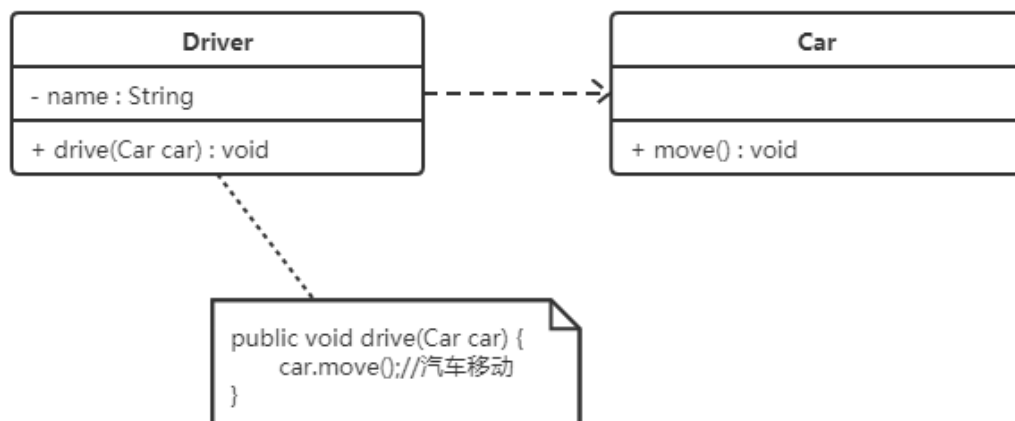 Driver
- name : String
+ drive(Car car) : void
Car
+ move() : void
public void drive(Car car) {
car.move();//汽车移动
}